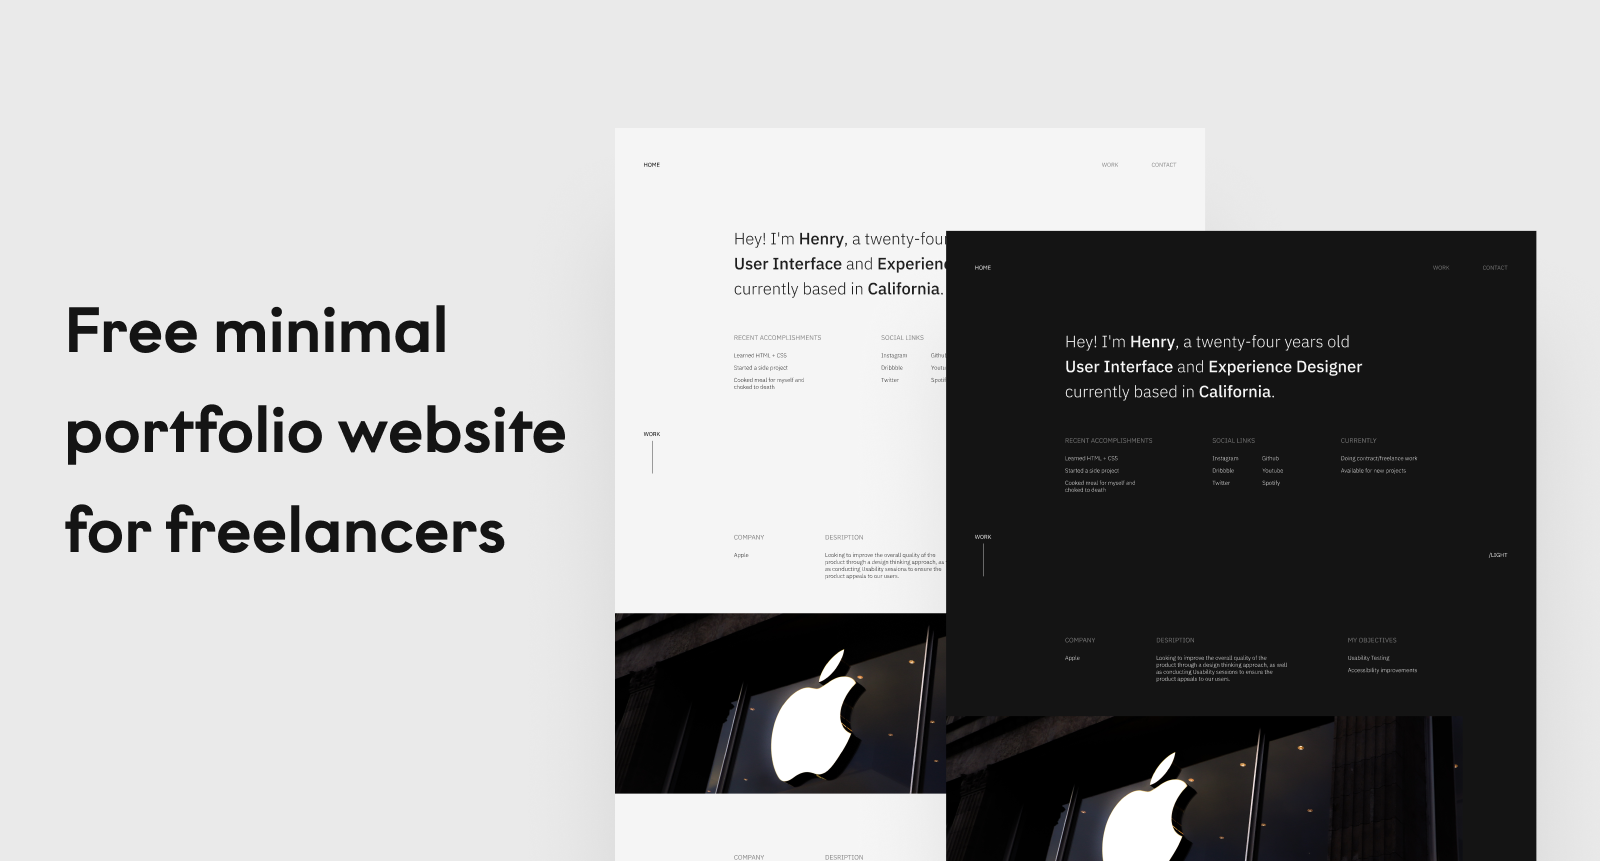 Free minimal
portfolio website
for freelancers
HOME
WORK
CONTACT
Hey! I'm Henry, a twenty-four
User Interface and Experienc
currently based in California.
RECENT ACCOMPLISHMENTS
Learned HTML + CSS
Started a side project
Cooked meal for myself and
choked to death
SOCIAL LINKS
Instagram
Dribbble
Twitter
Github
Youtu
Spotif
WORK
COMPANY
Apple
DESRIPTION
Looking to improve the overall quality of the
product through a design thinking approach, as
as conducting Usability sessions to ensure the
product appeals to our users.
COMPANY
DESRIPTION
HOME
WORK
CONTACT
Hey! I'm Henry, a twenty-four years old
User Interface and Experience Designer
currently based in California.
RECENT ACCOMPLISHMENTS
Learned HTML + CSS
Started a side project
Cooked meal for myself and
choked to death
SOCIAL LINKS
Instagram
Dribbble
Twitter
Github
Youtube
Spotify
CURRENTLY
Doing contract/freelance work
Available for new projects
WORK
/LIGHT
COMPANY
Apple
DESRIPTION
Looking to improve the overall quality of the
product through a design thinking approach, as well
as conducting Usability sessions to ensure the
product appeals to our users.
MY OBJECTIVES
Usability Testing
Accessibility improvements